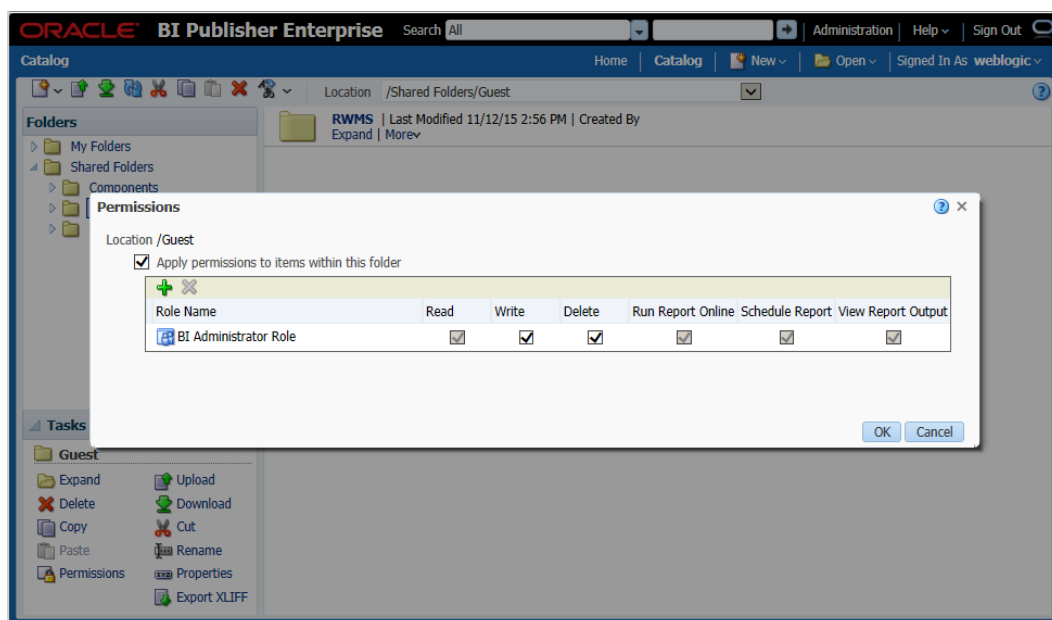 ORACLE BI Publisher Enterprise Search All Administration Help Sign Out
Catalog Home Catalog New Open Signed In As weblogic
Location /Shared Folders/Guest
Folders
My Folders
Shared Folders
Components
RWMS | Last Modified 11/12/15 2:56 PM | Created By
Expand | More
Permissions
Location /Guest
Apply permissions to items within this folder
Role Name Read Write Delete Run Report Online Schedule Report View Report Output
BI Administrator Role
OK Cancel
Tasks
Guest
Expand Upload
Delete Download
Copy Cut
Paste Rename
Permissions Properties
Export XLIFF